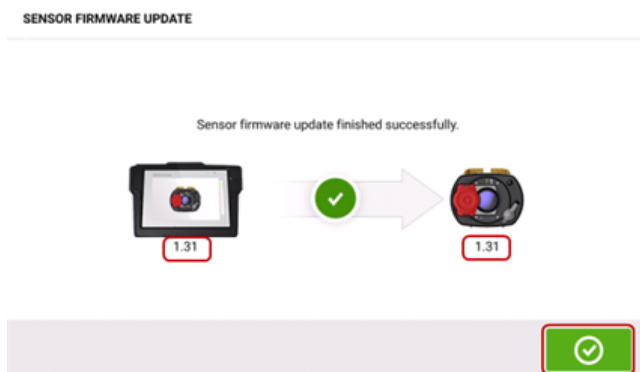 SENSOR FIRMWARE UPDATE
Sensor firmware update finished successfully.
1.31
1.31